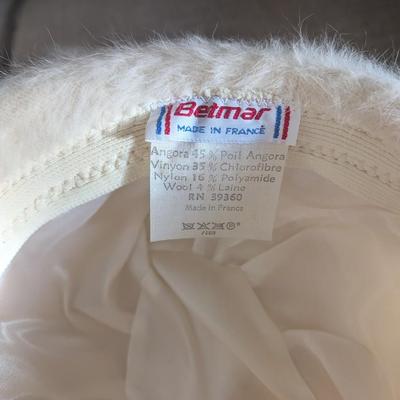 Betmar
MADE IN FRANCE
Angora 45 % Poil Angora
Vinyon 35 % Chlorofibre
Nylon 16 % Polyamide
Wool 4 % Laine
RN 39360
Made in France